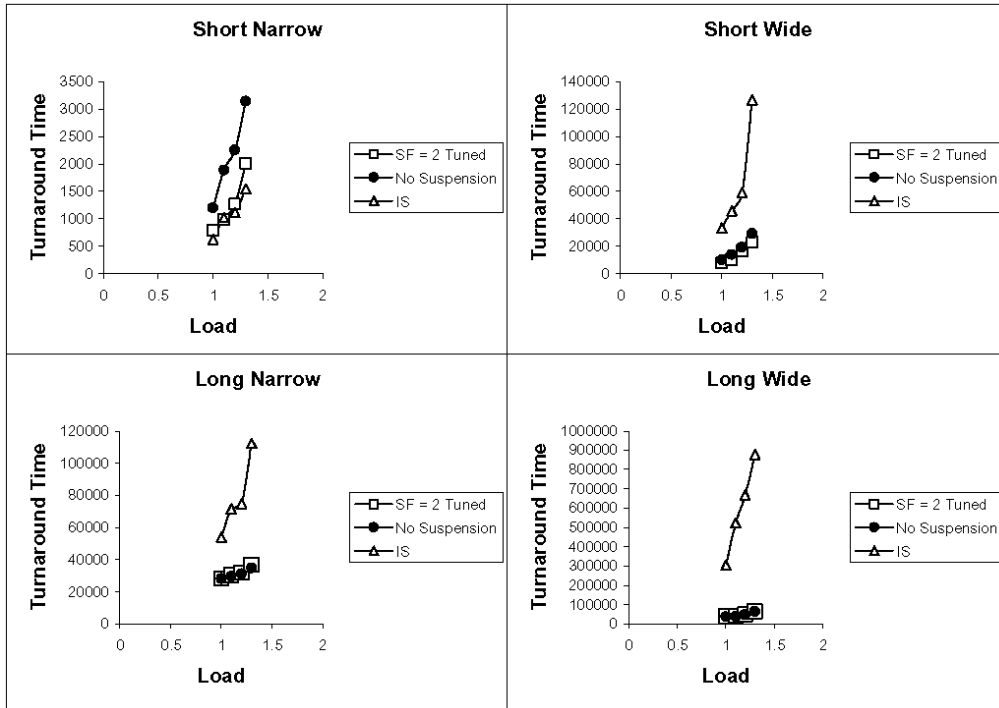 Short Narrow
Turnaround Time
3500
3000
2500
2000
1500
1000
500
0
0
0.5
1
1.5
2
Load
SF = 2 Tuned
No Suspension
IS
Short Wide
Turnaround Time
140000
120000
100000
80000
60000
40000
20000
0
0
0.5
1
1.5
2
Load
SF = 2 Tuned
No Suspension
IS
Long Narrow
Turnaround Time
120000
100000
80000
60000
40000
20000
0
0
0.5
1
1.5
2
Load
SF = 2 Tuned
No Suspension
IS
Long Wide
Turnaround Time
1000000
900000
800000
700000
600000
500000
400000
300000
200000
100000
0
0
0.5
1
1.5
2
Load
SF = 2 Tuned
No Suspension
IS